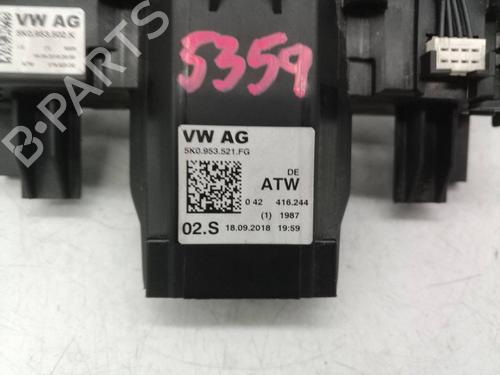 VW AG
5K0.953.502.K
5359
VW AG
5K0.953.521.FG
DE
ATW
0 42 416.244
(1) 1987
02.S 18.09.2018 19:59
B-Parts